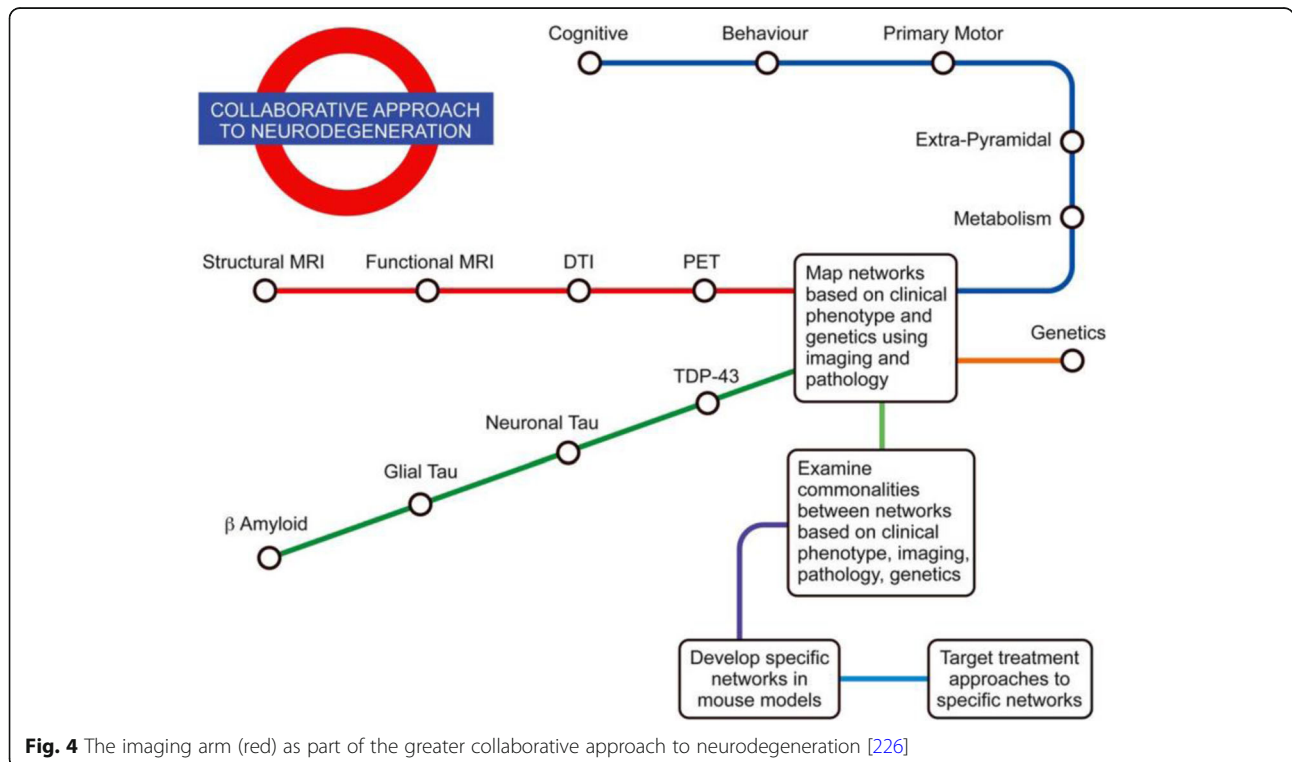 COLLABORATIVE APPROACH
TO NEURODEGENERATION
Cognitive
Behaviour
Primary Motor
Extra-Pyramidal
Metabolism
Structural MRI
Functional MRI
DTI
PET
Map networks
based on clinical
phenotype and
genetics using
imaging and
pathology
Genetics
TDP-43
Neuronal Tau
Glial Tau
β Amyloid
Examine
commonalities
between networks
based on clinical
phenotype, imaging,
pathology, genetics
Develop specific
networks in
mouse models
Target treatment
approaches to
specific networks
Fig. 4 The imaging arm (red) as part of the greater collaborative approach to neurodegeneration [226]